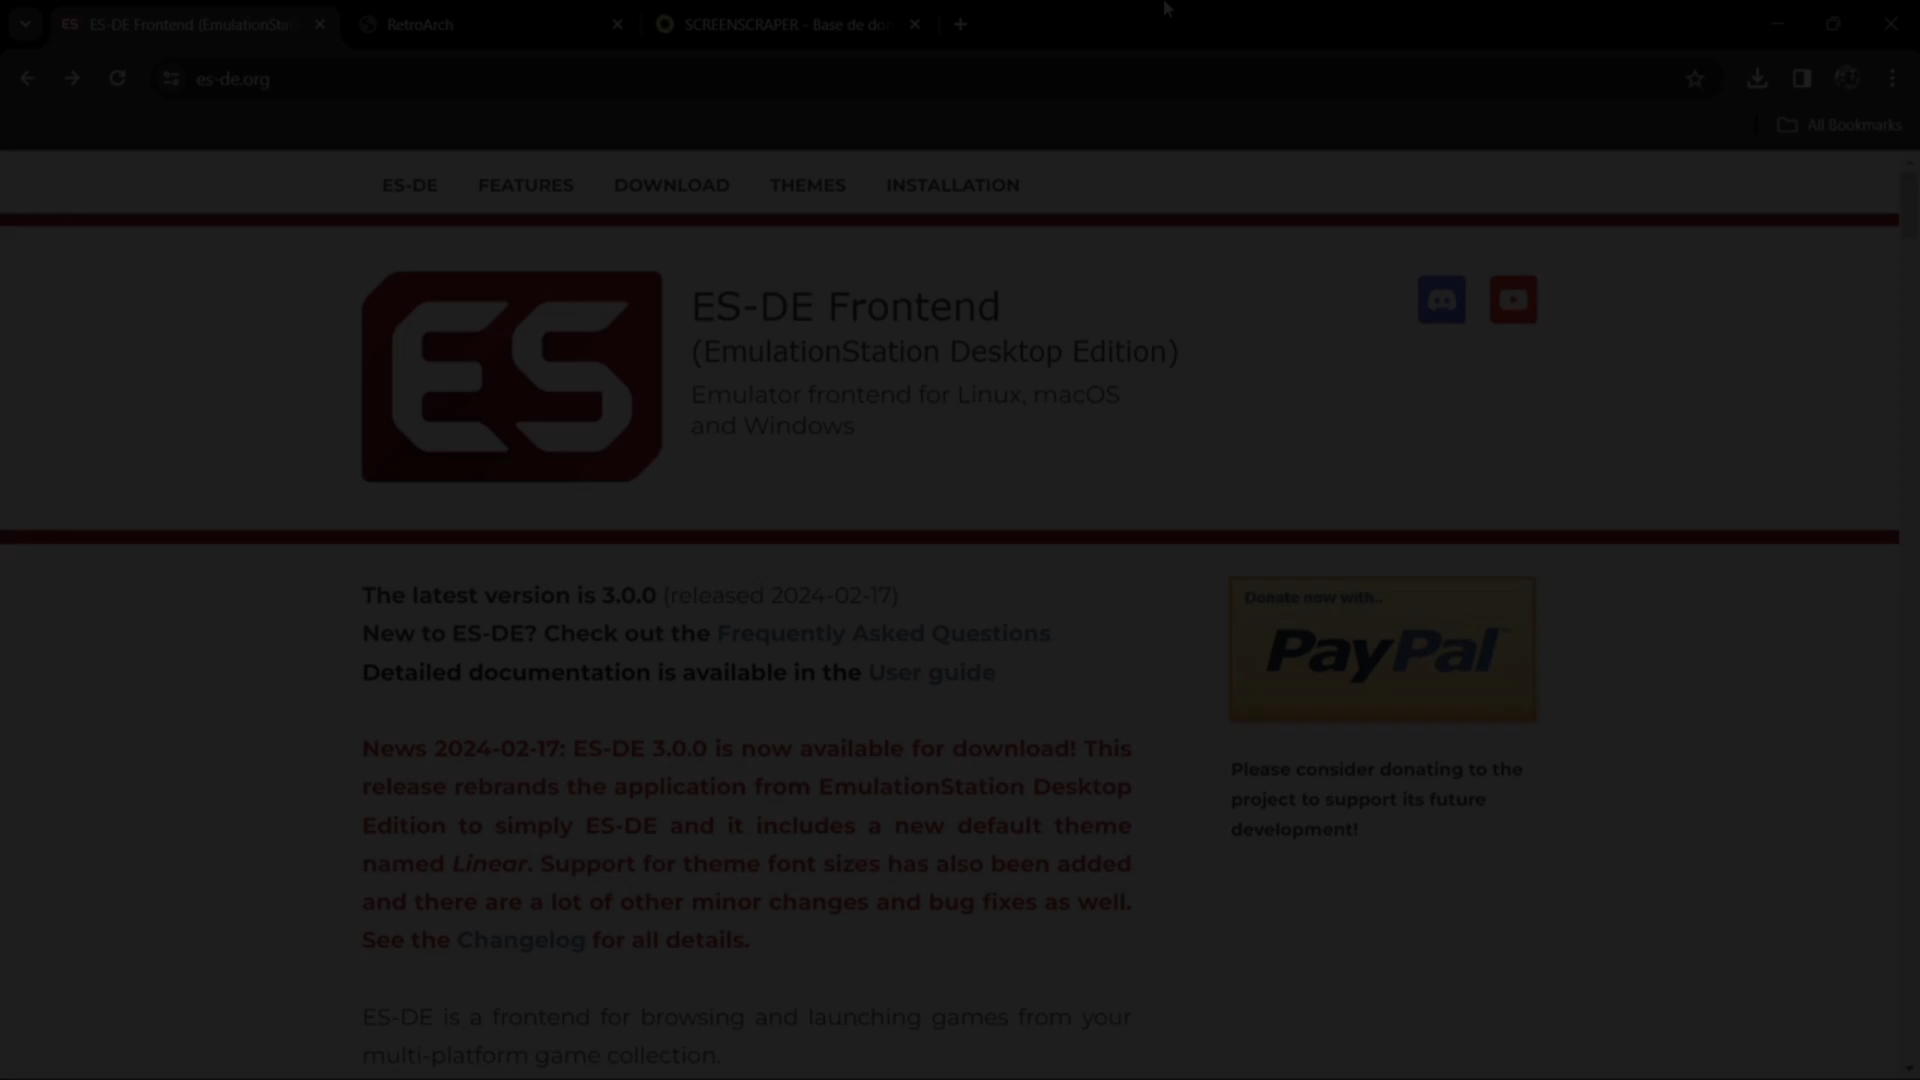 ES ES-DE Frontend (EmulationStat
RetroArch
SCREENSCRAPER - Base de don
es-de.org
All Bookmarks
ES-DE
FEATURES
DOWNLOAD
THEMES
INSTALLATION
ES
ES-DE Frontend
(EmulationStation Desktop Edition)
Emulator frontend for Linux, macOS
and Windows
The latest version is 3.0.0 (released 2024-02-17)
New to ES-DE? Check out the Frequently Asked Questions
Detailed documentation is available in the User guide
News 2024-02-17: ES-DE 3.0.0 is now available for download! This
release rebrands the application from EmulationStation Desktop
Edition to simply ES-DE and it includes a new default theme
named Linear. Support for theme font sizes has also been added
and there are a lot of other minor changes and bug fixes as well.
See the Changelog for all details.
ES-DE is a frontend for browsing and launching games from your
multi-platform game collection.
Donate now with..
PayPal
Please consider donating to the
project to support its future
development!